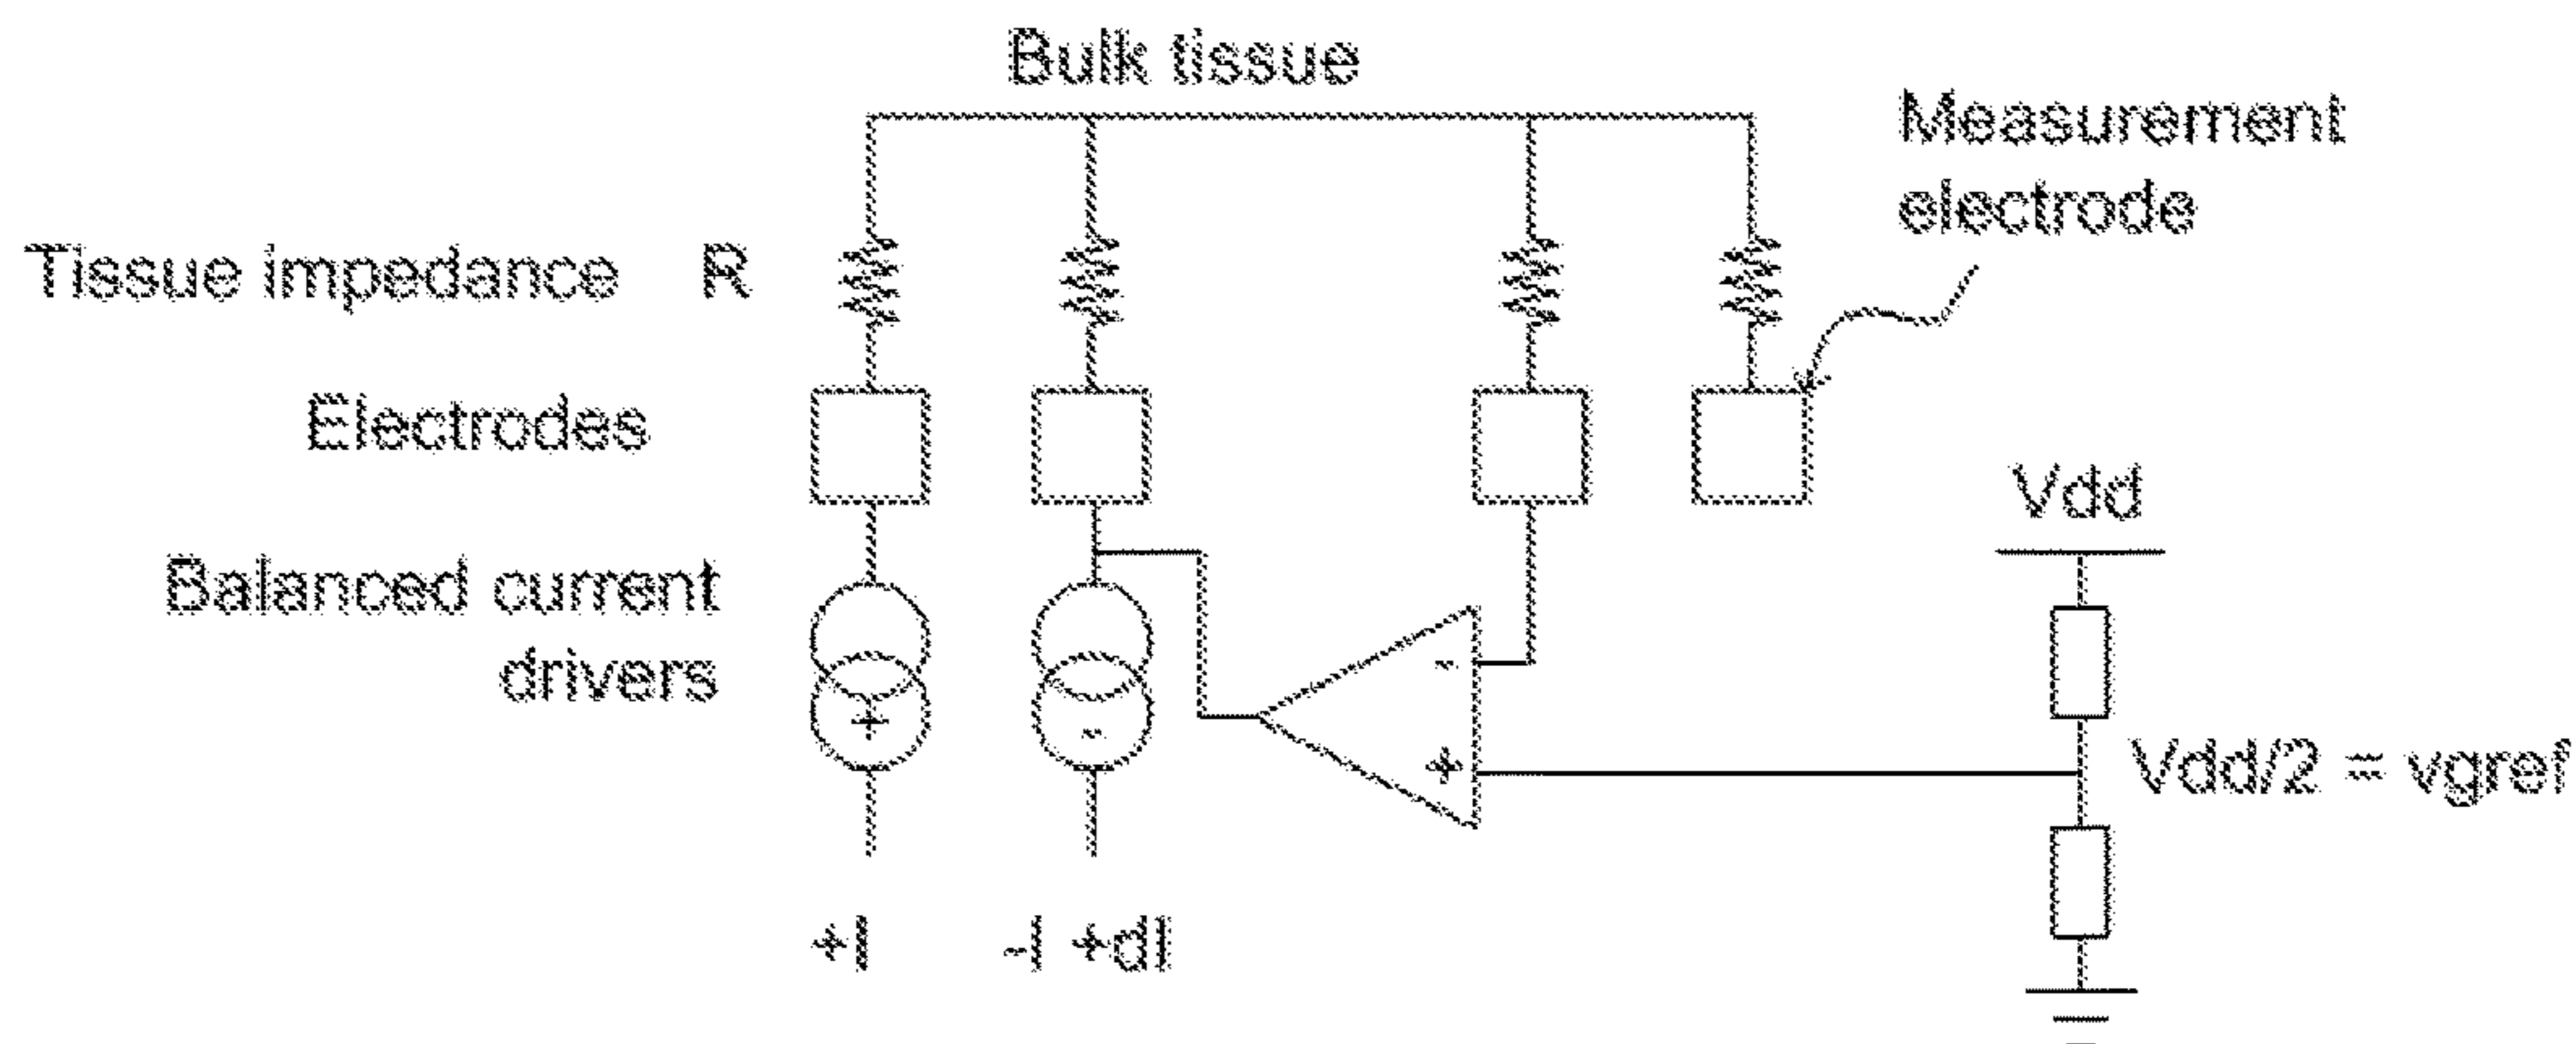 Bulk tissue
Measurement
electrode
Tissue impedance R
Electrodes
Vdd
Balanced current
drivers
-
+
+
-
Vdd/2 = vgref
+I
-I +dI